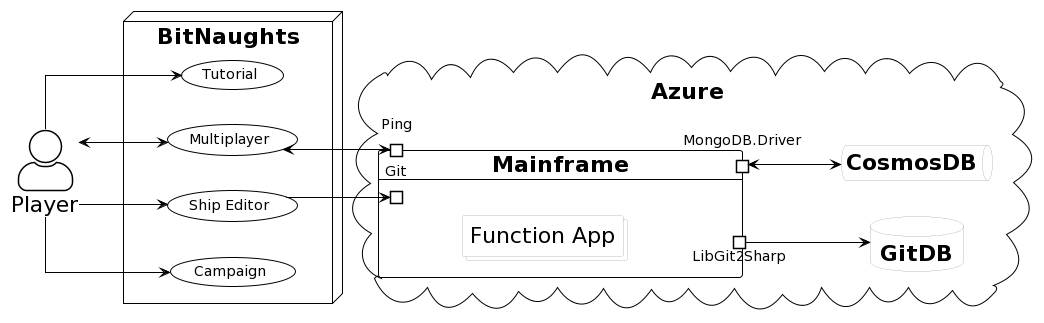 BitNaughts
Tutorial
Multiplayer
Ship Editor
Campaign
Player
Azure
Ping
Git
Mainframe
Function App
MongoDB.Driver
LibGit2Sharp
CosmosDB
GitDB